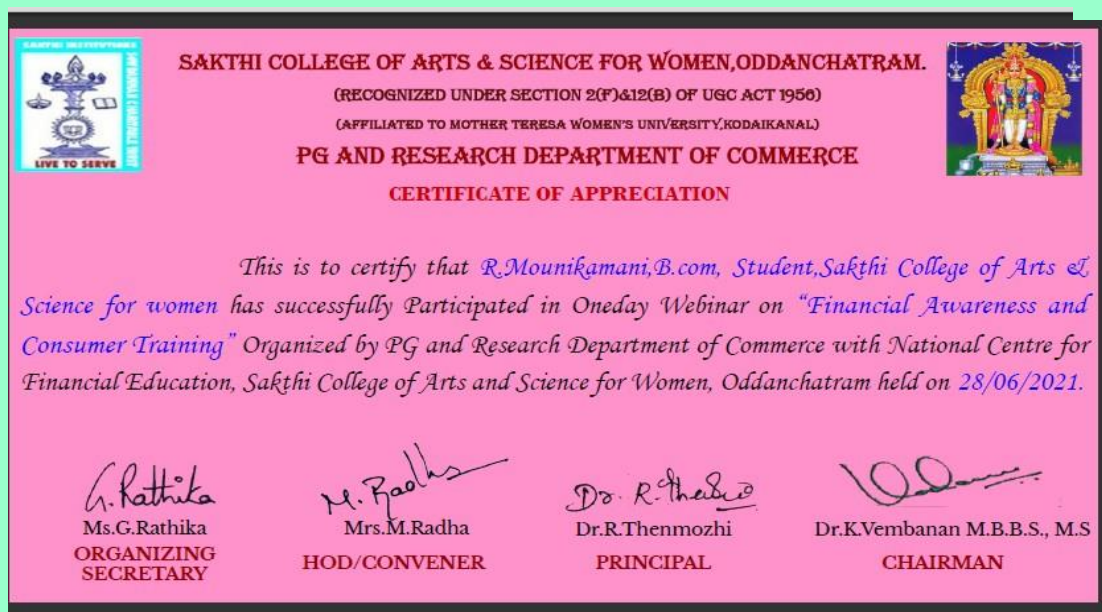 SAKTHI INSTITUTIONS
LIVE TO SERVE
SAKTHI COLLEGE OF ARTS & SCIENCE FOR WOMEN,ODDANCHATRAM.
(RECOGNIZED UNDER SECTION 2(F)&12(B) OF UGC ACT 1956)
(AFFILIATED TO MOTHER TERESA WOMEN'S UNIVERSITY,KODAIKANAL)
PG AND RESEARCH DEPARTMENT OF COMMERCE
CERTIFICATE OF APPRECIATION
This is to certify that R.Mounikamani,B.com, Student,Sakthi College of Arts &
Science for women has successfully Participated in Oneday Webinar on “Financial Awareness and
Consumer Training” Organized by PG and Research Department of Commerce with National Centre for
Financial Education, Sakthi College of Arts and Science for Women, Oddanchatram held on 28/06/2021.
G. Rathika M. Radha Dr. R.
Ms.G.Rathika Mrs.M.Radha Dr.R.Thenmozhi Dr.K.Vembanan M.B.B.S., M.S
ORGANIZING SECRETARY HOD/CONVENER PRINCIPAL CHAIRMAN